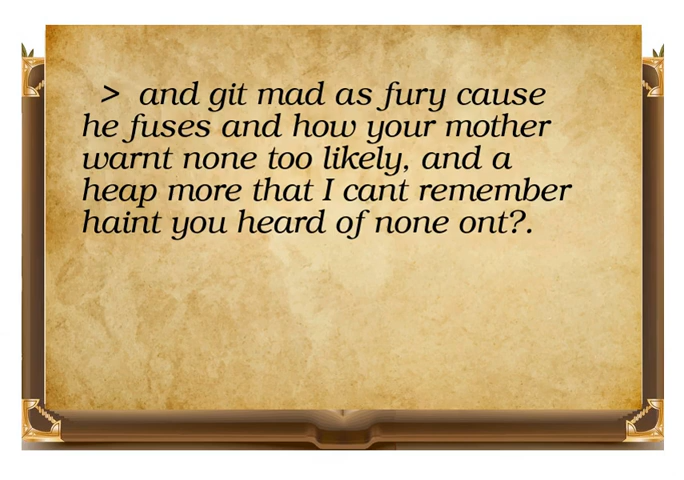 > and git mad as fury cause
he fuses and how your mother
warnt none too likely, and a
heap more that I cant remember
haint you heard of none ont?.